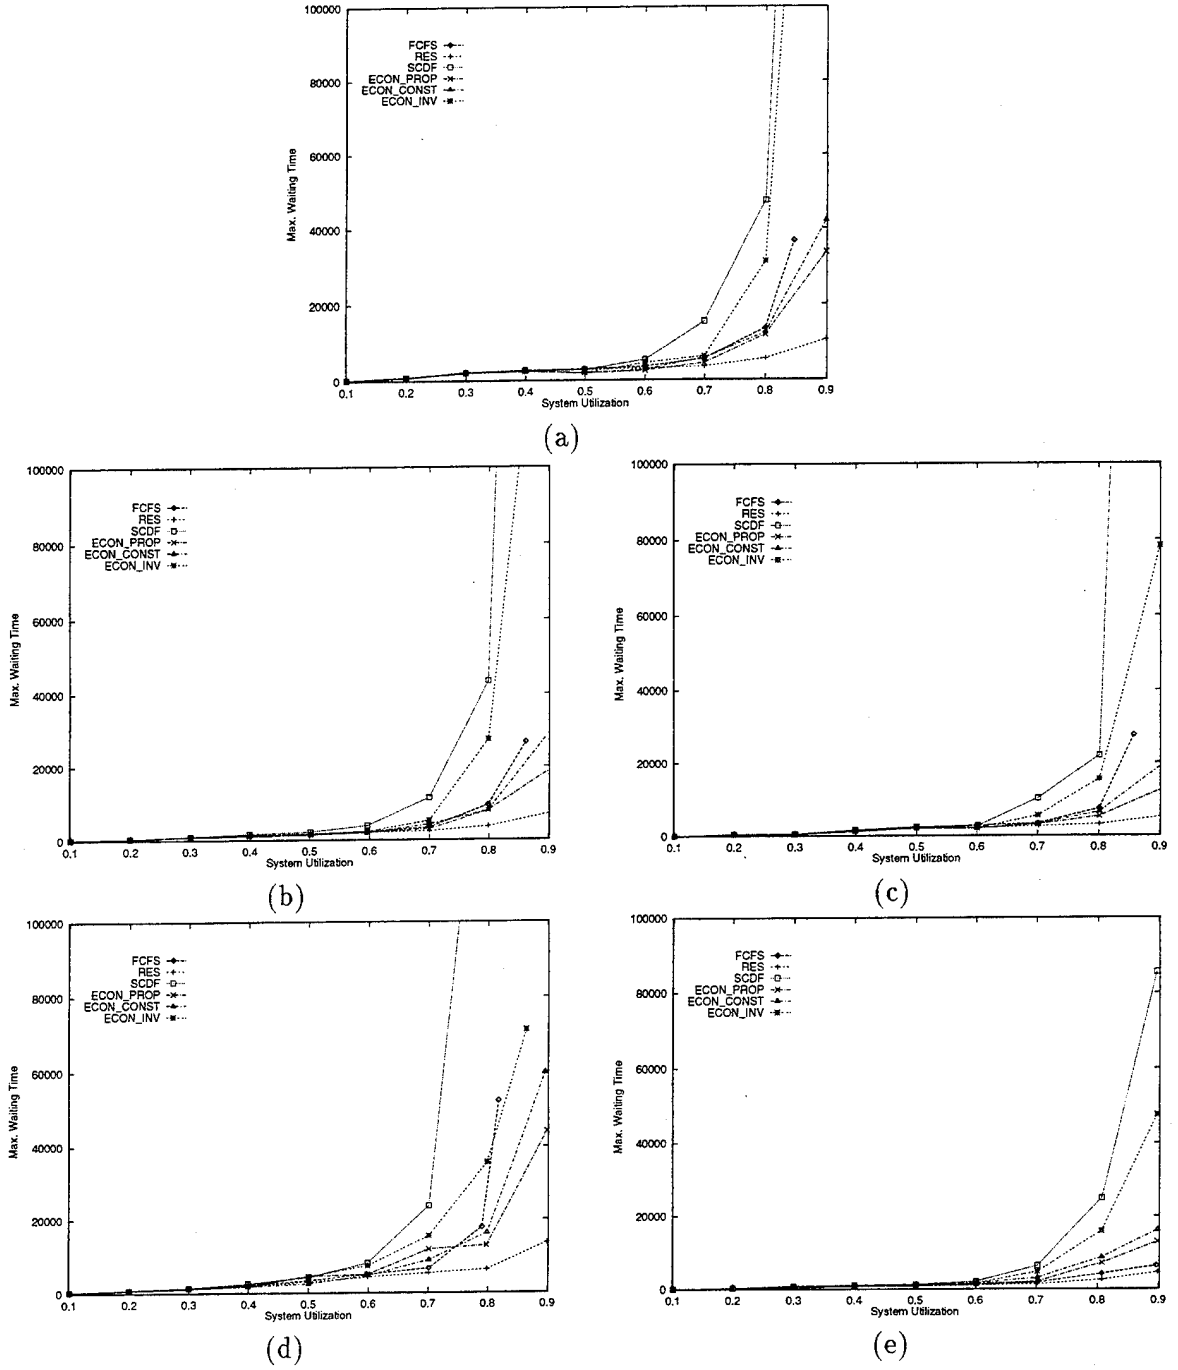 100000
80000
60000
40000
20000
0
Max. Waiting Time
FCFS
RES
SCDF
ECON_PROP
ECON_CONST
ECON_INV
0.1 0.2 0.3 0.4 0.5 0.6 0.7 0.8 0.9
System Utilization
(a)
100000
80000
60000
40000
20000
0
Max. Waiting Time
FCFS
RES
SCDF
ECON_PROP
ECON_CONST
ECON_INV
0.1 0.2 0.3 0.4 0.5 0.6 0.7 0.8 0.9
System Utilization
(b)
100000
80000
60000
40000
20000
0
Max. Waiting Time
FCFS
RES
SCDF
ECON_PROP
ECON_CONST
ECON_INV
0.1 0.2 0.3 0.4 0.5 0.6 0.7 0.8 0.9
System Utilization
(c)
100000
80000
60000
40000
20000
0
Max. Waiting Time
FCFS
RES
SCDF
ECON_PROP
ECON_CONST
ECON_INV
0.1 0.2 0.3 0.4 0.5 0.6 0.7 0.8 0.9
System Utilization
(d)
100000
80000
60000
40000
20000
0
Max. Waiting Time
FCFS
RES
SCDF
ECON_PROP
ECON_CONST
ECON_INV
0.1 0.2 0.3 0.4 0.5 0.6 0.7 0.8 0.9
System Utilization
(e)